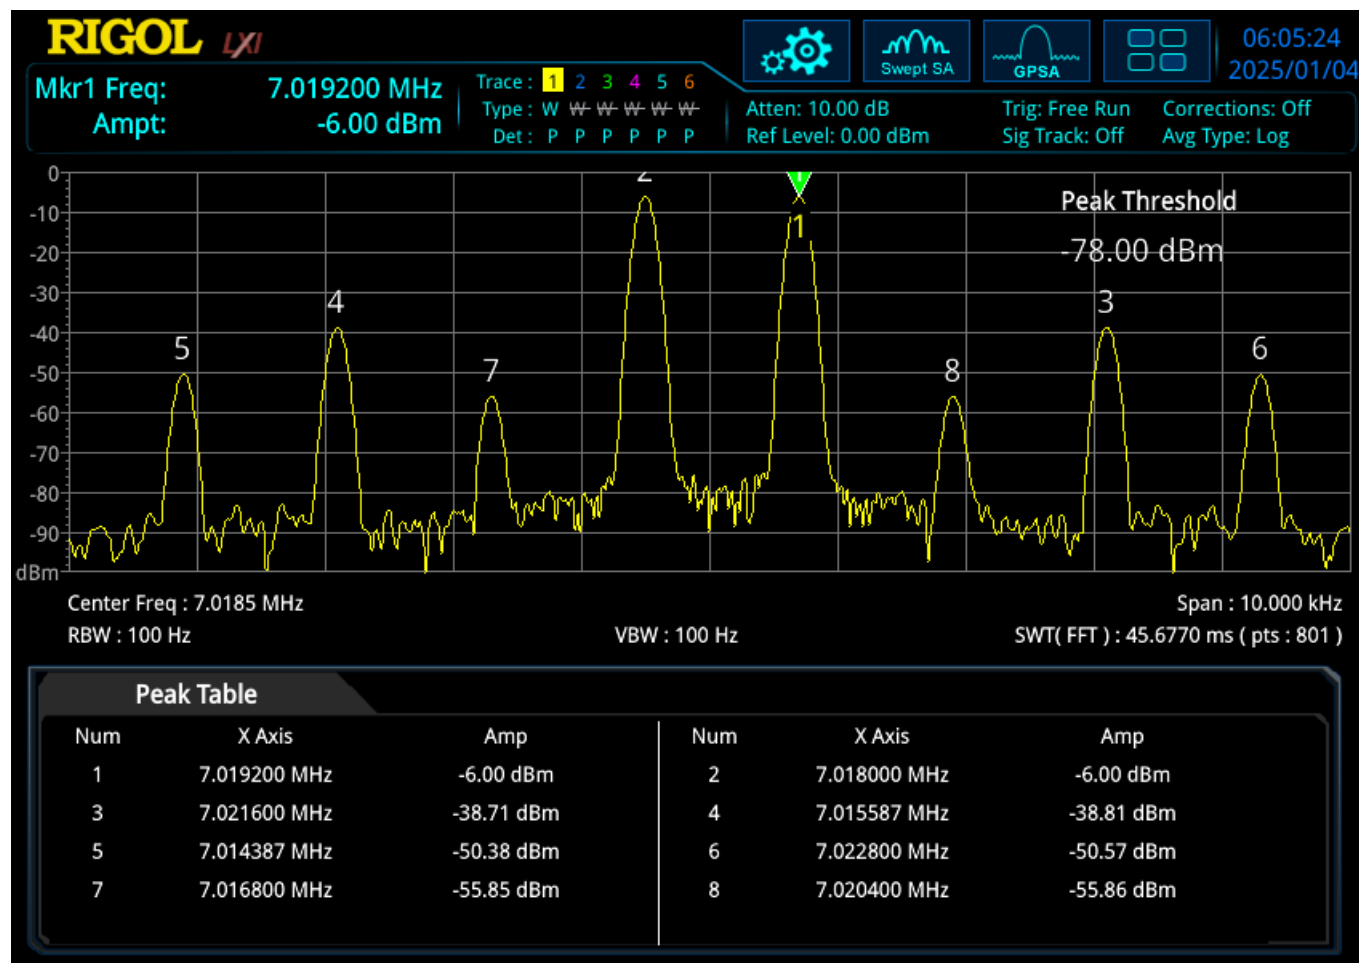 RIGOL LXI
Swept SA
GPSA
06:05:24
2025/01/04
Mkr1 Freq: 7.019200 MHz
Ampt: -6.00 dBm
Trace : 1 2 3 4 5 6
Type : W W W W W W
Det : P P P P P P
Atten: 10.00 dB
Ref Level: 0.00 dBm
Trig: Free Run
Sig Track: Off
Corrections: Off
Avg Type: Log
0
-10
-20
-30
-40
-50
-60
-70
-80
-90
dBm
Peak Threshold
-78.00 dBm
5
4
7
2
1
1
8
3
6
Center Freq : 7.0185 MHz
Span : 10.000 kHz
RBW : 100 Hz
VBW : 100 Hz
SWT( FFT ) : 45.6770 ms ( pts : 801 )
Peak Table
Num X Axis Amp Num X Axis Amp
1 7.019200 MHz -6.00 dBm 2 7.018000 MHz -6.00 dBm
3 7.021600 MHz -38.71 dBm 4 7.015587 MHz -38.81 dBm
5 7.014387 MHz -50.38 dBm 6 7.022800 MHz -50.57 dBm
7 7.016800 MHz -55.85 dBm 8 7.020400 MHz -55.86 dBm